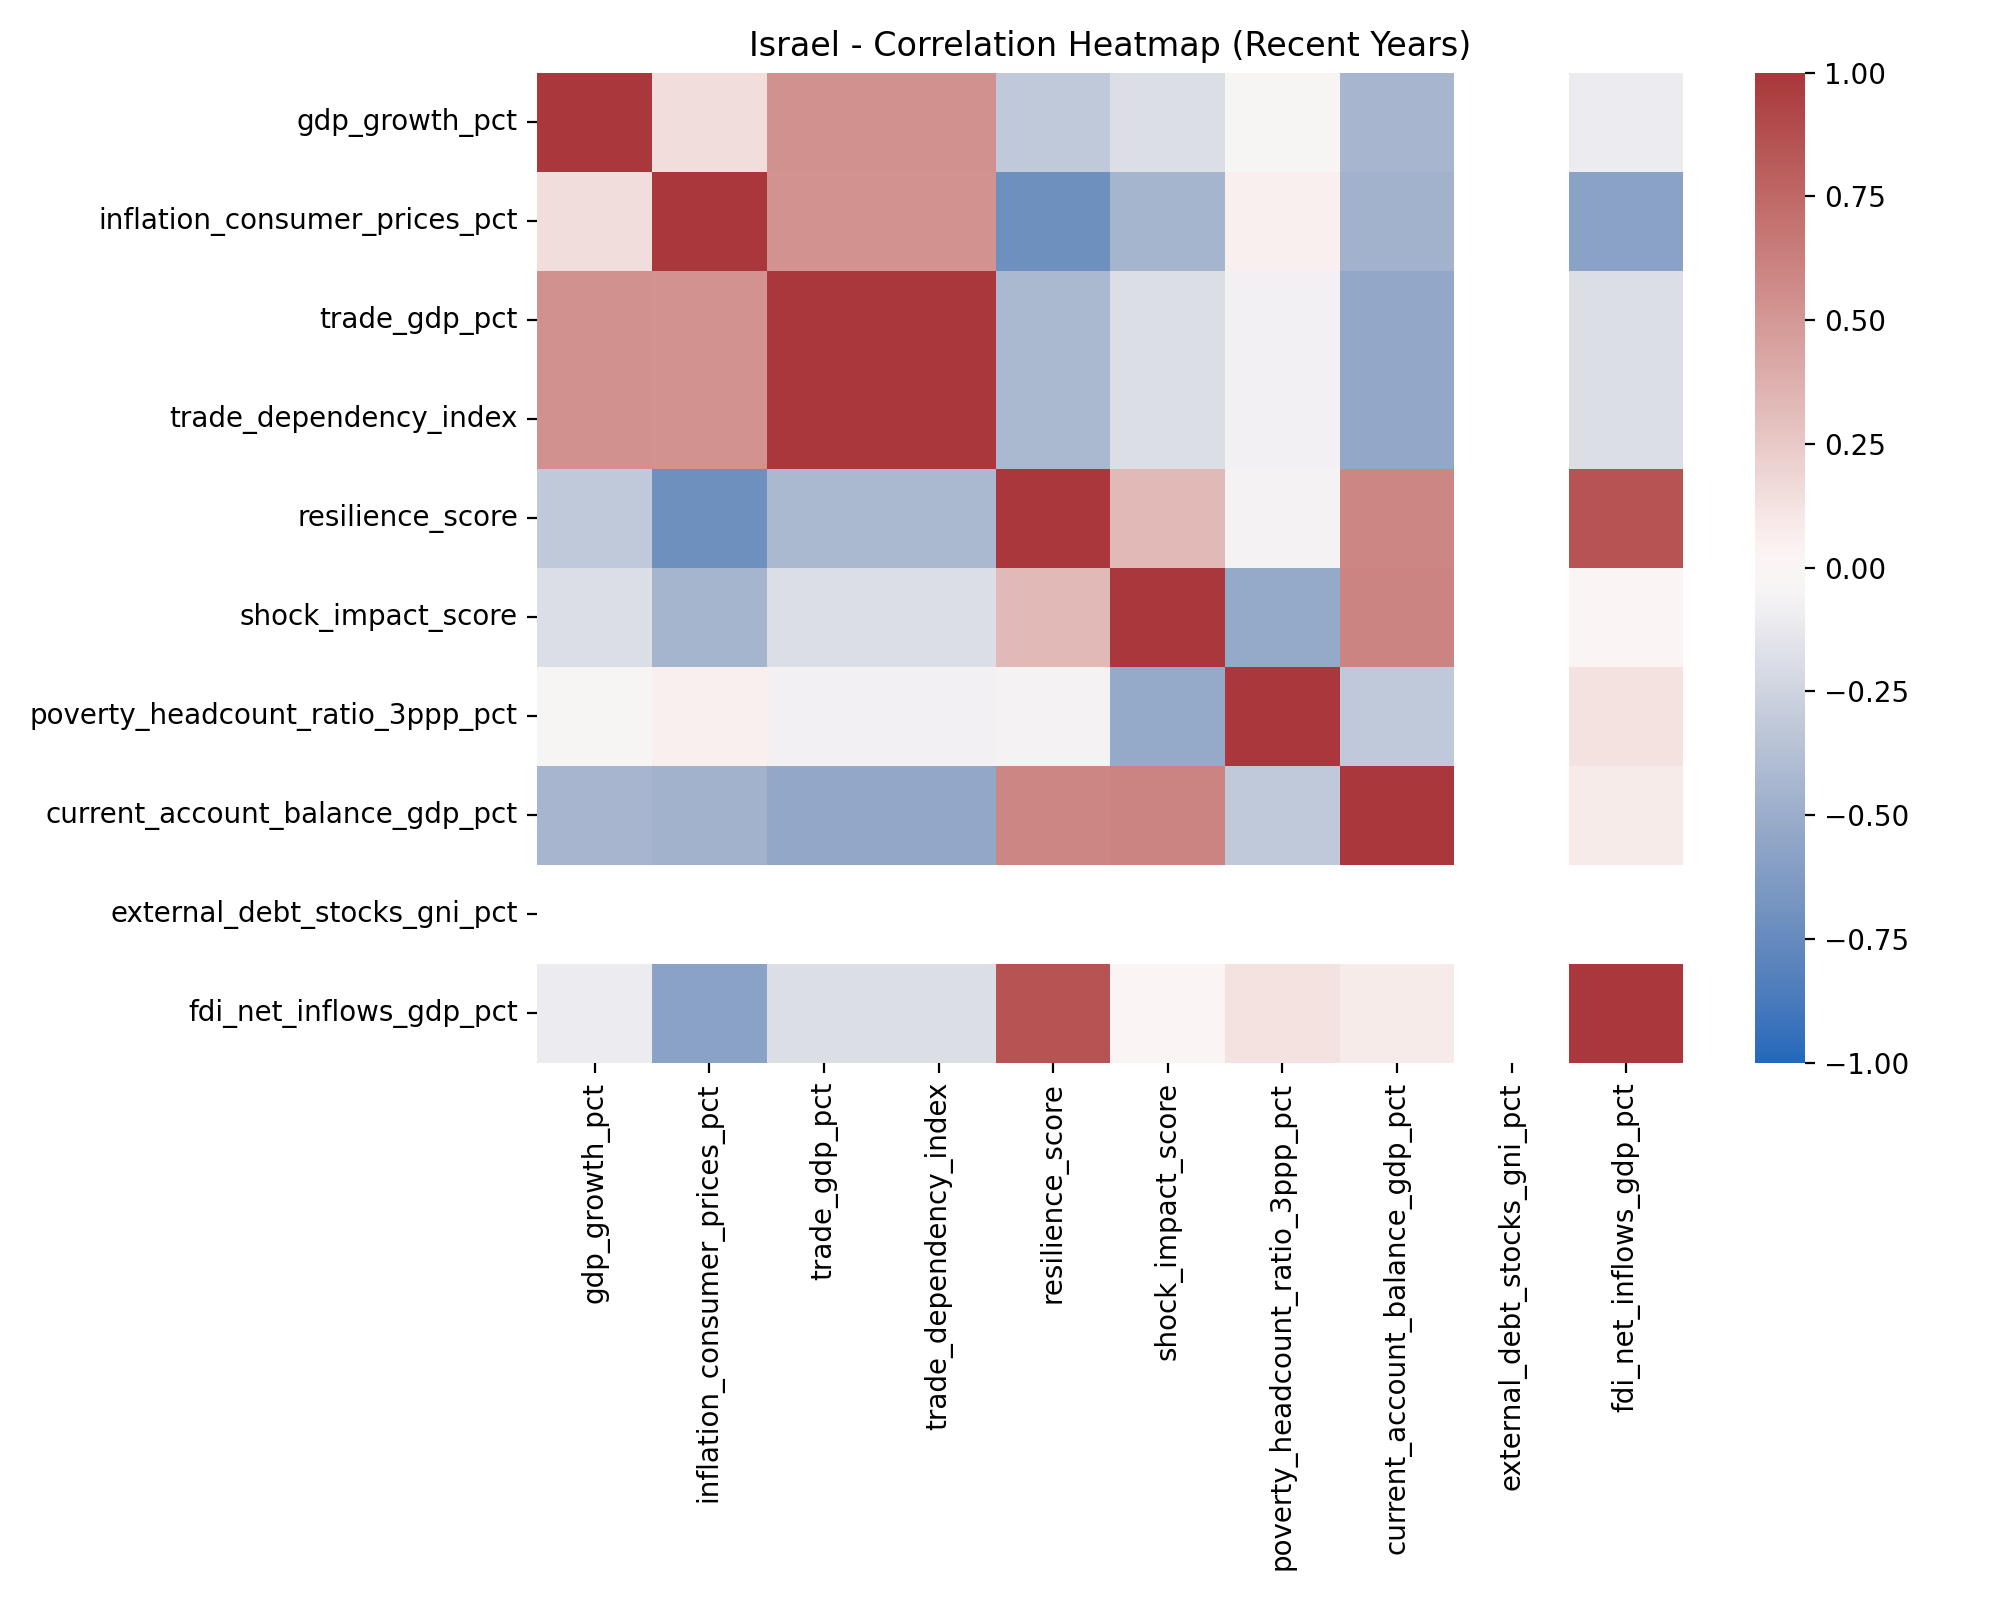 Israel - Correlation Heatmap (Recent Years)
gdp_growth_pct
inflation_consumer_prices_pct
trade_gdp_pct
trade_dependency_index
resilience_score
shock_impact_score
poverty_headcount_ratio_3ppp_pct
current_account_balance_gdp_pct
external_debt_stocks_gni_pct
fdi_net_inflows_gdp_pct
gdp_growth_pct
inflation_consumer_prices_pct
trade_gdp_pct
trade_dependency_index
resilience_score
shock_impact_score
poverty_headcount_ratio_3ppp_pct
current_account_balance_gdp_pct
external_debt_stocks_gni_pct
fdi_net_inflows_gdp_pct
1.00
0.75
0.50
0.25
0.00
−0.25
−0.50
−0.75
−1.00